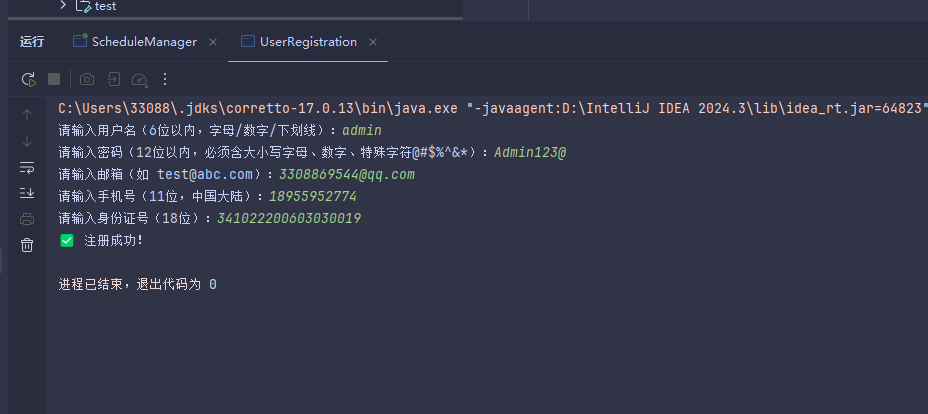 test
运行 ScheduleManager × UserRegistration ×
C:\Users\33088\.jdks\corretto-17.0.13\bin\java.exe "-javaagent:D:\IntelliJ IDEA 2024.3\lib\idea_rt.jar=64823"
请输入用户名（6位以内，字母/数字/下划线）：admin
请输入密码（12位以内，必须含大小写字母、数字、特殊字符@#$%^&*）：Admin123@
请输入邮箱（如 test@abc.com）：3308869544@qq.com
请输入手机号（11位，中国大陆）：18955952774
请输入身份证号（18位）：341022200603030019
✅ 注册成功！
进程已结束，退出代码为 0